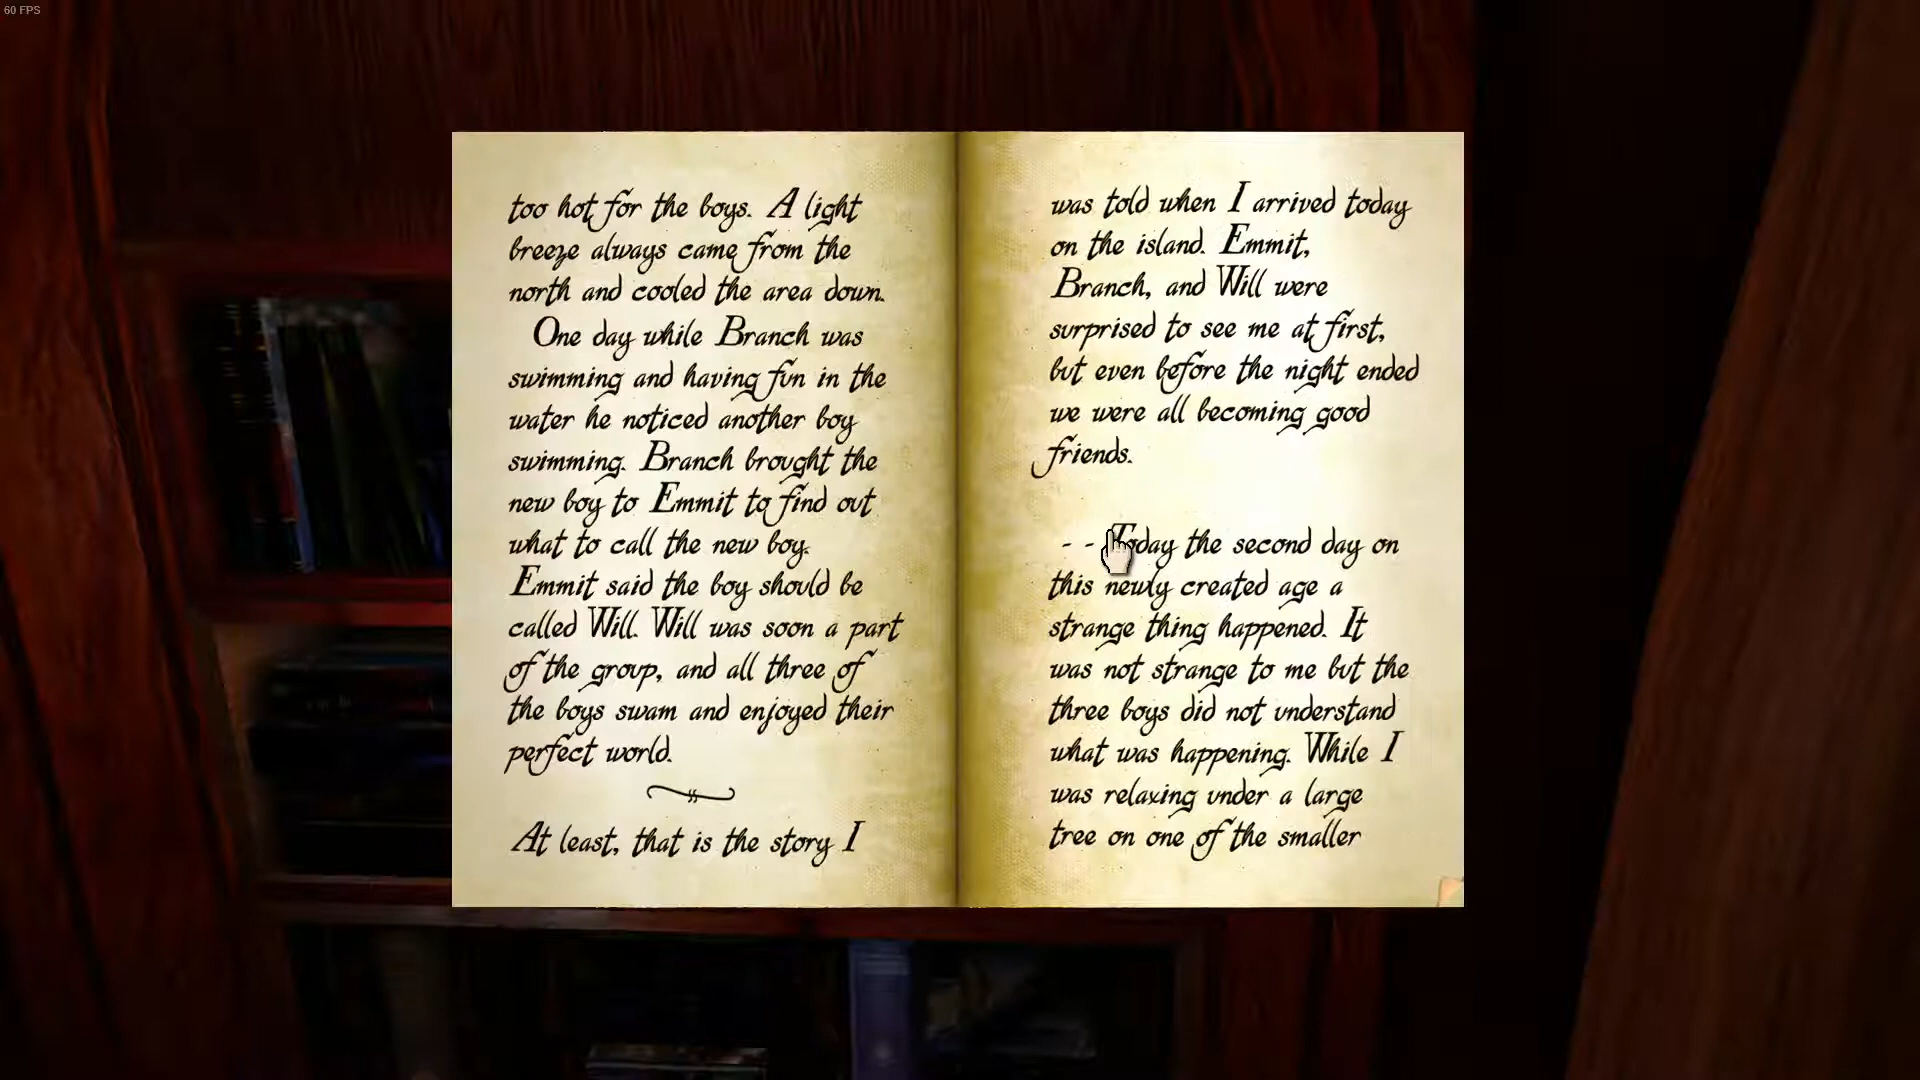 60 FPS
too hot for the boys. A light
breeze always came from the
north and cooled the area down.
One day while Branch was
swimming and having fun in the
water he noticed another boy
swimming. Branch brought the
new boy to Emmit to find out
what to call the new boy.
Emmit said the boy should be
called Will. Will was soon a part
of the group, and all three of
the boys swam and enjoyed their
perfect world.
At least, that is the story I
was told when I arrived today
on the island. Emmit,
Branch, and Will were
surprised to see me at first,
but even before the night ended
we were all becoming good
friends.
- - Today the second day on
this newly created age a
strange thing happened. It
was not strange to me but the
three boys did not understand
what was happening. While I
was relaxing under a large
tree on one of the smaller